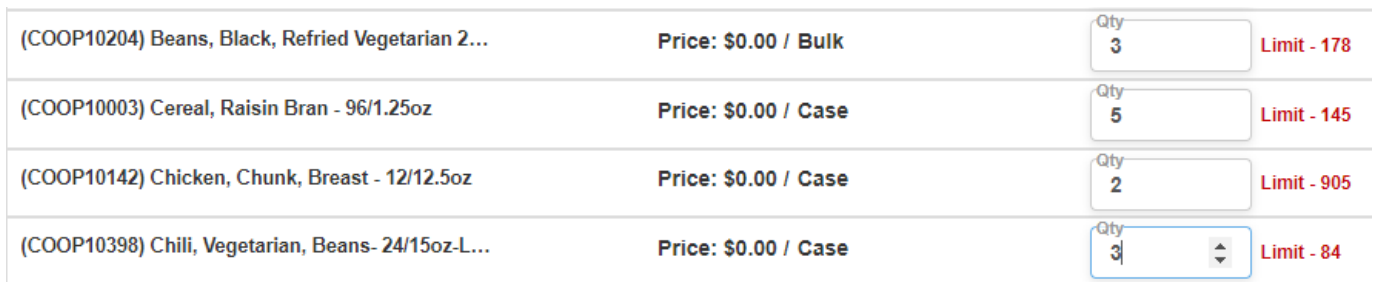 (COOP10204) Beans, Black, Refried Vegetarian 2... Price: $0.00 / Bulk Qty 3 Limit - 178
(COOP10003) Cereal, Raisin Bran - 96/1.25oz Price: $0.00 / Case Qty 5 Limit - 145
(COOP10142) Chicken, Chunk, Breast - 12/12.5oz Price: $0.00 / Case Qty 2 Limit - 905
(COOP10398) Chili, Vegetarian, Beans- 24/15oz-L... Price: $0.00 / Case Qty 3 Limit - 84